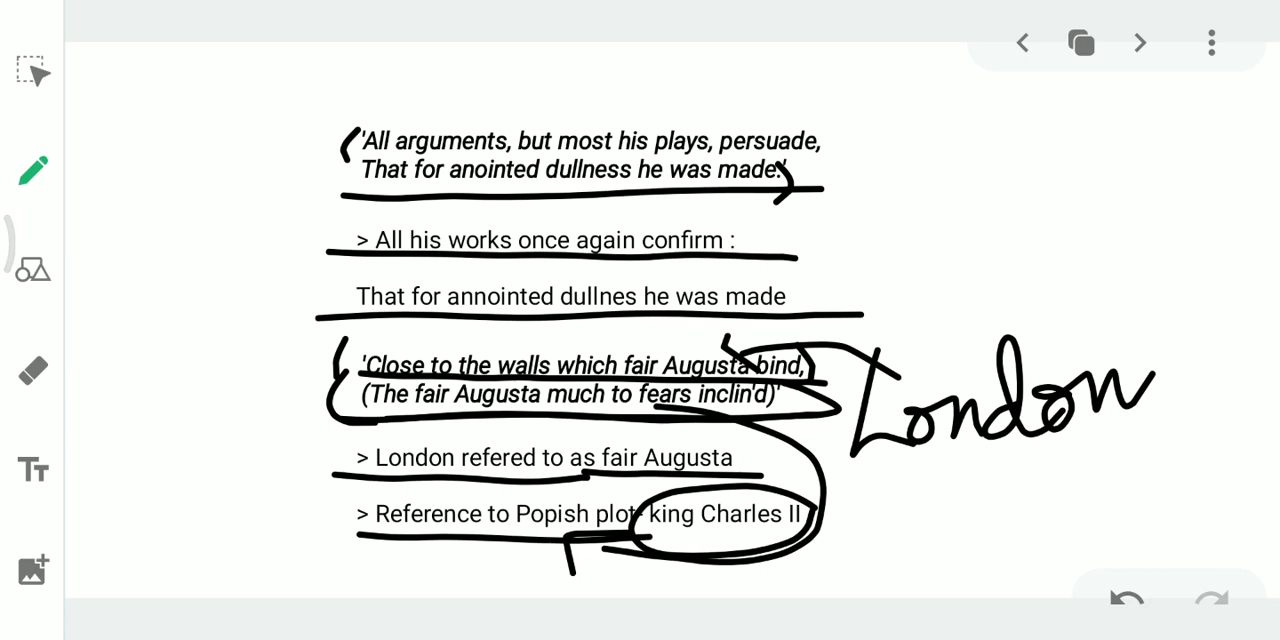 'All arguments, but most his plays, persuade,
That for anointed dullness he was made.'
> All his works once again confirm :
That for annointed dullnes he was made
'Close to the walls which fair Augusta bind,
(The fair Augusta much to fears inclin'd)'
London
> London refered to as fair Augusta
> Reference to Popish plot- king Charles II
Tт